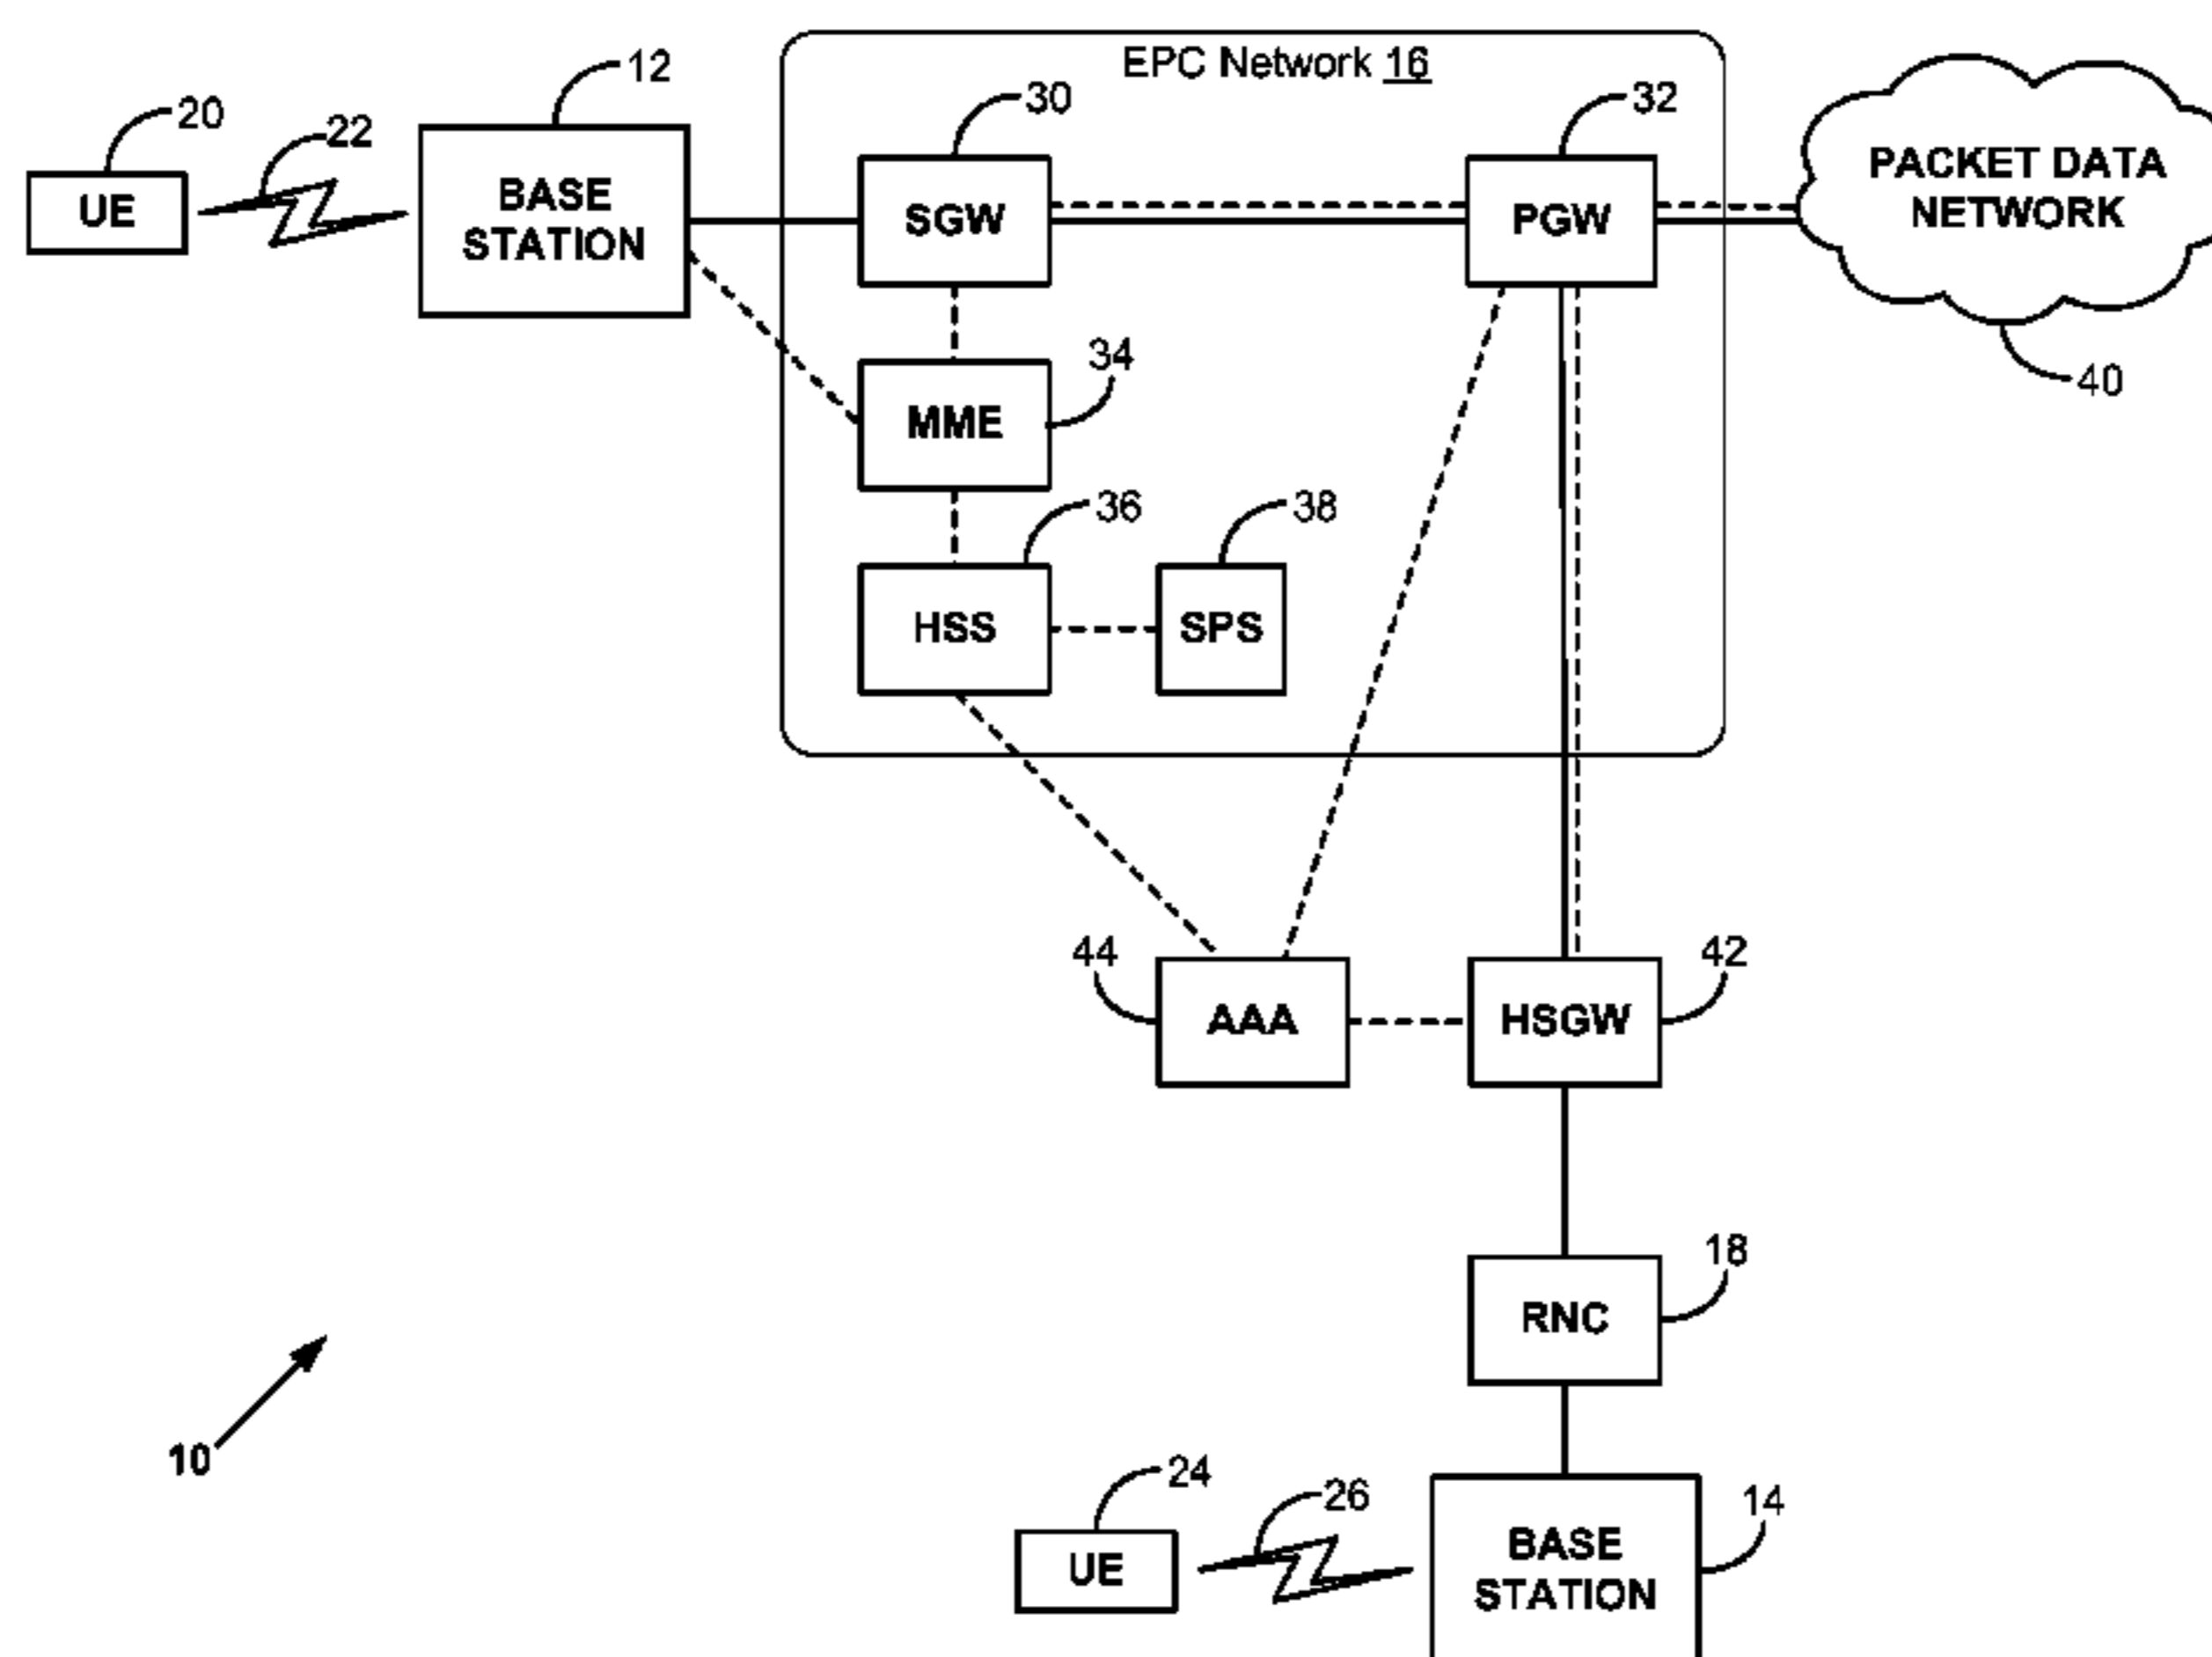 EPC Network 16
12
20
22
30
32
UE
BASE
STATION
SGW
PGW
PACKET DATA
NETWORK
40
34
MME
36
38
HSS
SPS
44
42
AAA
HSGW
18
RNC
10
24
26
14
UE
BASE
STATION